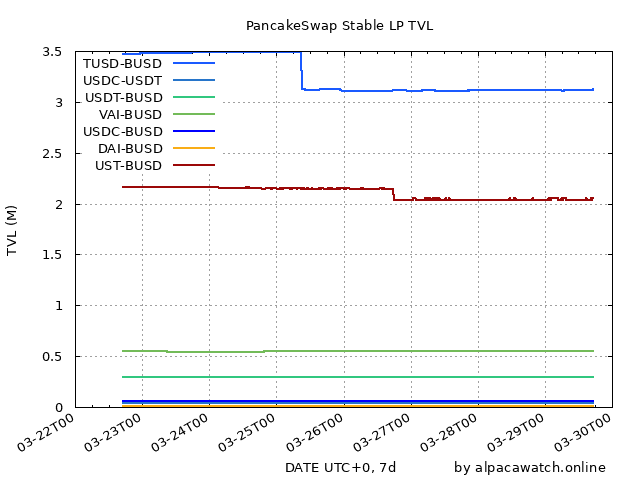 PancakeSwap Stable LP TVL
TVL (M)
3.5
3
2.5
2
1.5
1
0.5
0
TUSD-BUSD
USDC-USDT
USDT-BUSD
VAI-BUSD
USDC-BUSD
DAI-BUSD
UST-BUSD
03-22T00
03-23T00
03-24T00
03-25T00
03-26T00
03-27T00
03-28T00
03-29T00
03-30T00
DATE UTC+0, 7d
by alpacawatch.online